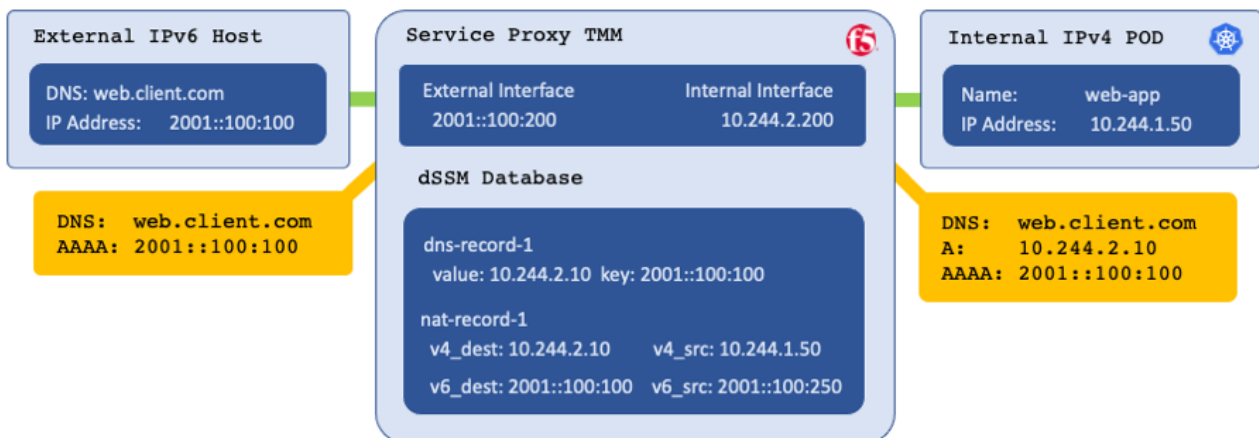 External IPv6 Host
DNS: web.client.com
IP Address: 2001::100:100
DNS: web.client.com
AAAA: 2001::100:100
Service Proxy TMM
f5
External Interface Internal Interface
2001::100:200 10.244.2.200
dSSM Database
dns-record-1
value: 10.244.2.10 key: 2001::100:100
nat-record-1
v4_dest: 10.244.2.10 v4_src: 10.244.1.50
v6_dest: 2001::100:100 v6_src: 2001::100:250
Internal IPv4 POD
Name: web-app
IP Address: 10.244.1.50
DNS: web.client.com
A: 10.244.2.10
AAAA: 2001::100:100